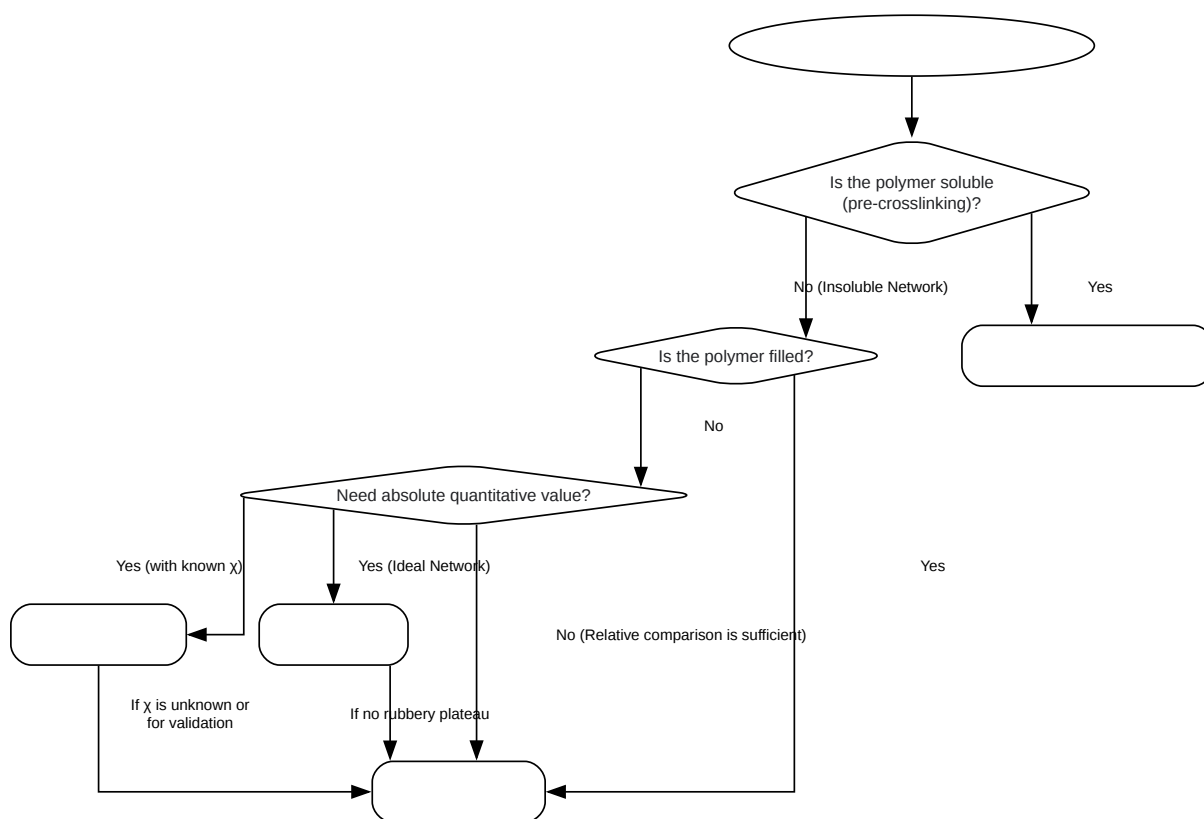 Is the polymer soluble
(pre-crosslinking)?
No (Insoluble Network)
Yes
Is the polymer filled?
No
Need absolute quantitative value?
Yes (with known χ)
Yes (Ideal Network)
Yes
No (Relative comparison is sufficient)
If χ is unknown or
for validation
If no rubbery plateau